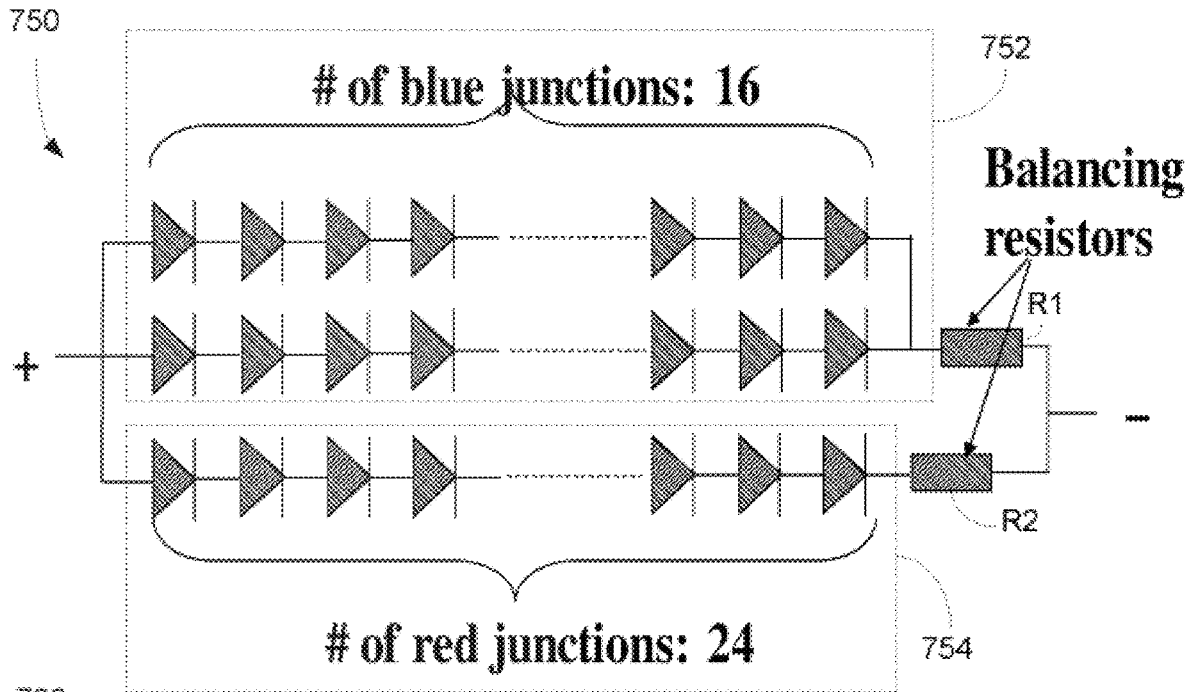 750
# of blue junctions: 16
752
Balancing
resistors
R1
+
-
R2
# of red junctions: 24
754